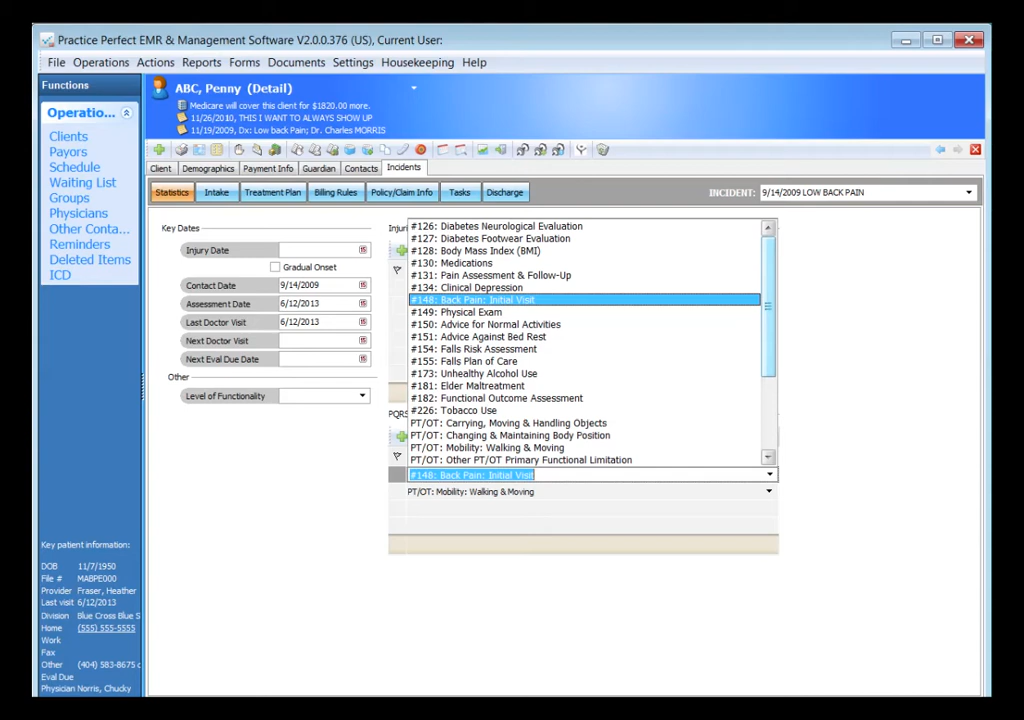 Practice Perfect EMR & Management Software V2.0.0.376 (US), Current User:
File Operations Actions Reports Forms Documents Settings Housekeeping Help
Functions
Operatio...
Clients
Payors
Schedule
Waiting List
Groups
Physicians
Other Conta...
Reminders
Deleted Items
ICD
Key patient information:
DOB 11/7/1950
File # MABPE000
Provider Fraser, Heather
Last visit 6/12/2013
Division Blue Cross Blue S
Home (555) 555-5555
Work
Fax
Other (404) 583-8675 c
Eval Due
Physician Norris, Chucky
ABC, Penny (Detail)
Medicare will cover this client for $1820.00 more.
11/26/2010, THIS I WANT TO ALWAYS SHOW UP
11/19/2009, Dx: Low back Pain; Dr. Charles MORRIS
Client Demographics Payment Info Guardian Contacts Incidents
Statistics Intake Treatment Plan Billing Rules Policy/Claim Info Tasks Discharge INCIDENT: 9/14/2009 LOW BACK PAIN
Key Dates
Injury Date
Gradual Onset
Contact Date 9/14/2009
Assessment Date 6/12/2013
Last Doctor Visit 6/12/2013
Next Doctor Visit
Next Eval Due Date
Other
Level of Functionality
Injuri
PQRS
#126: Diabetes Neurological Evaluation
#127: Diabetes Footwear Evaluation
#128: Body Mass Index (BMI)
#130: Medications
#131: Pain Assessment & Follow-Up
#134: Clinical Depression
#148: Back Pain: Initial Visit
#149: Physical Exam
#150: Advice for Normal Activities
#151: Advice Against Bed Rest
#154: Falls Risk Assessment
#155: Falls Plan of Care
#173: Unhealthy Alcohol Use
#181: Elder Maltreatment
#182: Functional Outcome Assessment
#226: Tobacco Use
PT/OT: Carrying, Moving & Handling Objects
PT/OT: Changing & Maintaining Body Position
PT/OT: Mobility: Walking & Moving
PT/OT: Other PT/OT Primary Functional Limitation
#148: Back Pain: Initial Visit
PT/OT: Mobility: Walking & Moving